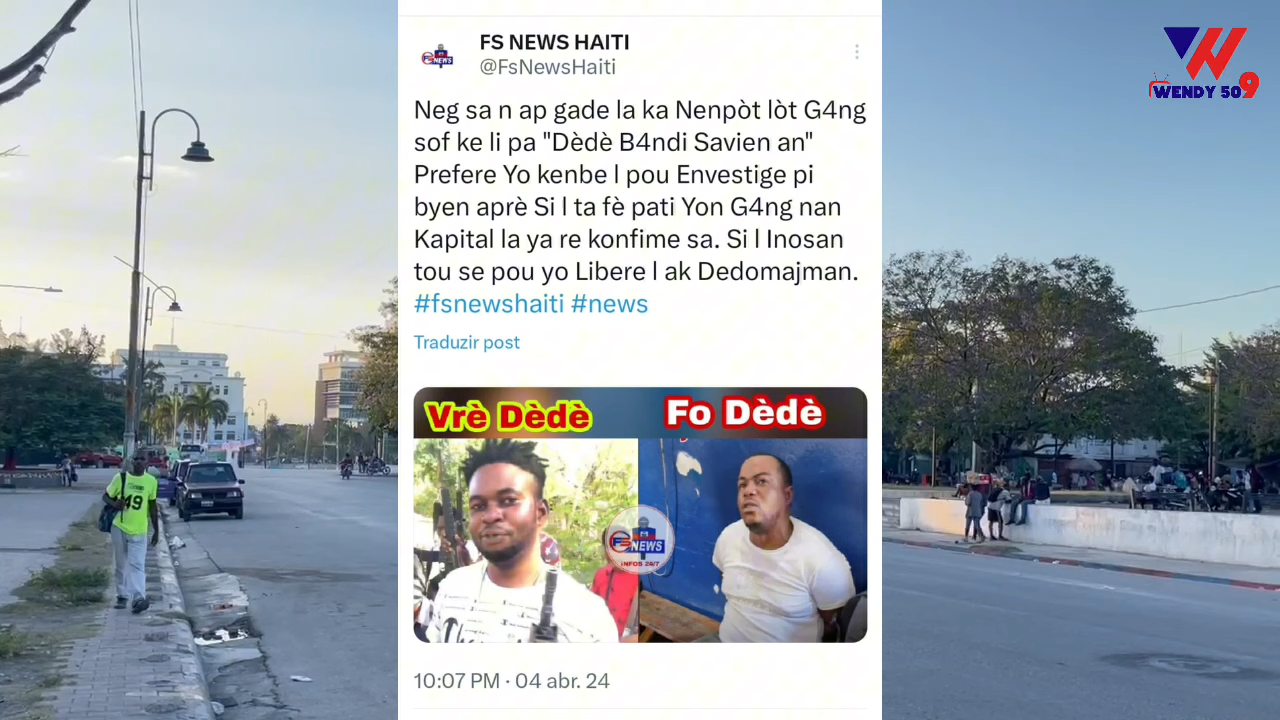 FS NEWS HAITI
@FsNewsHaiti
Neg sa n ap gade la ka Nenpòt lòt G4ng
sof ke li pa "Dèdè B4ndi Savien an"
Prefere Yo kenbe l pou Envestige pi
byen aprè Si l ta fè pati Yon G4ng nan
Kapital la ya re konfime sa. Si l Inosan
tou se pou yo Libere l ak Dedomajman.
#fsnewshaiti #news
Traduzir post
Vrè Dèdè
Fo Dèdè
FS NEWS
INFOS 24/7
10:07 PM · 04 abr. 24
WENDY 509
49